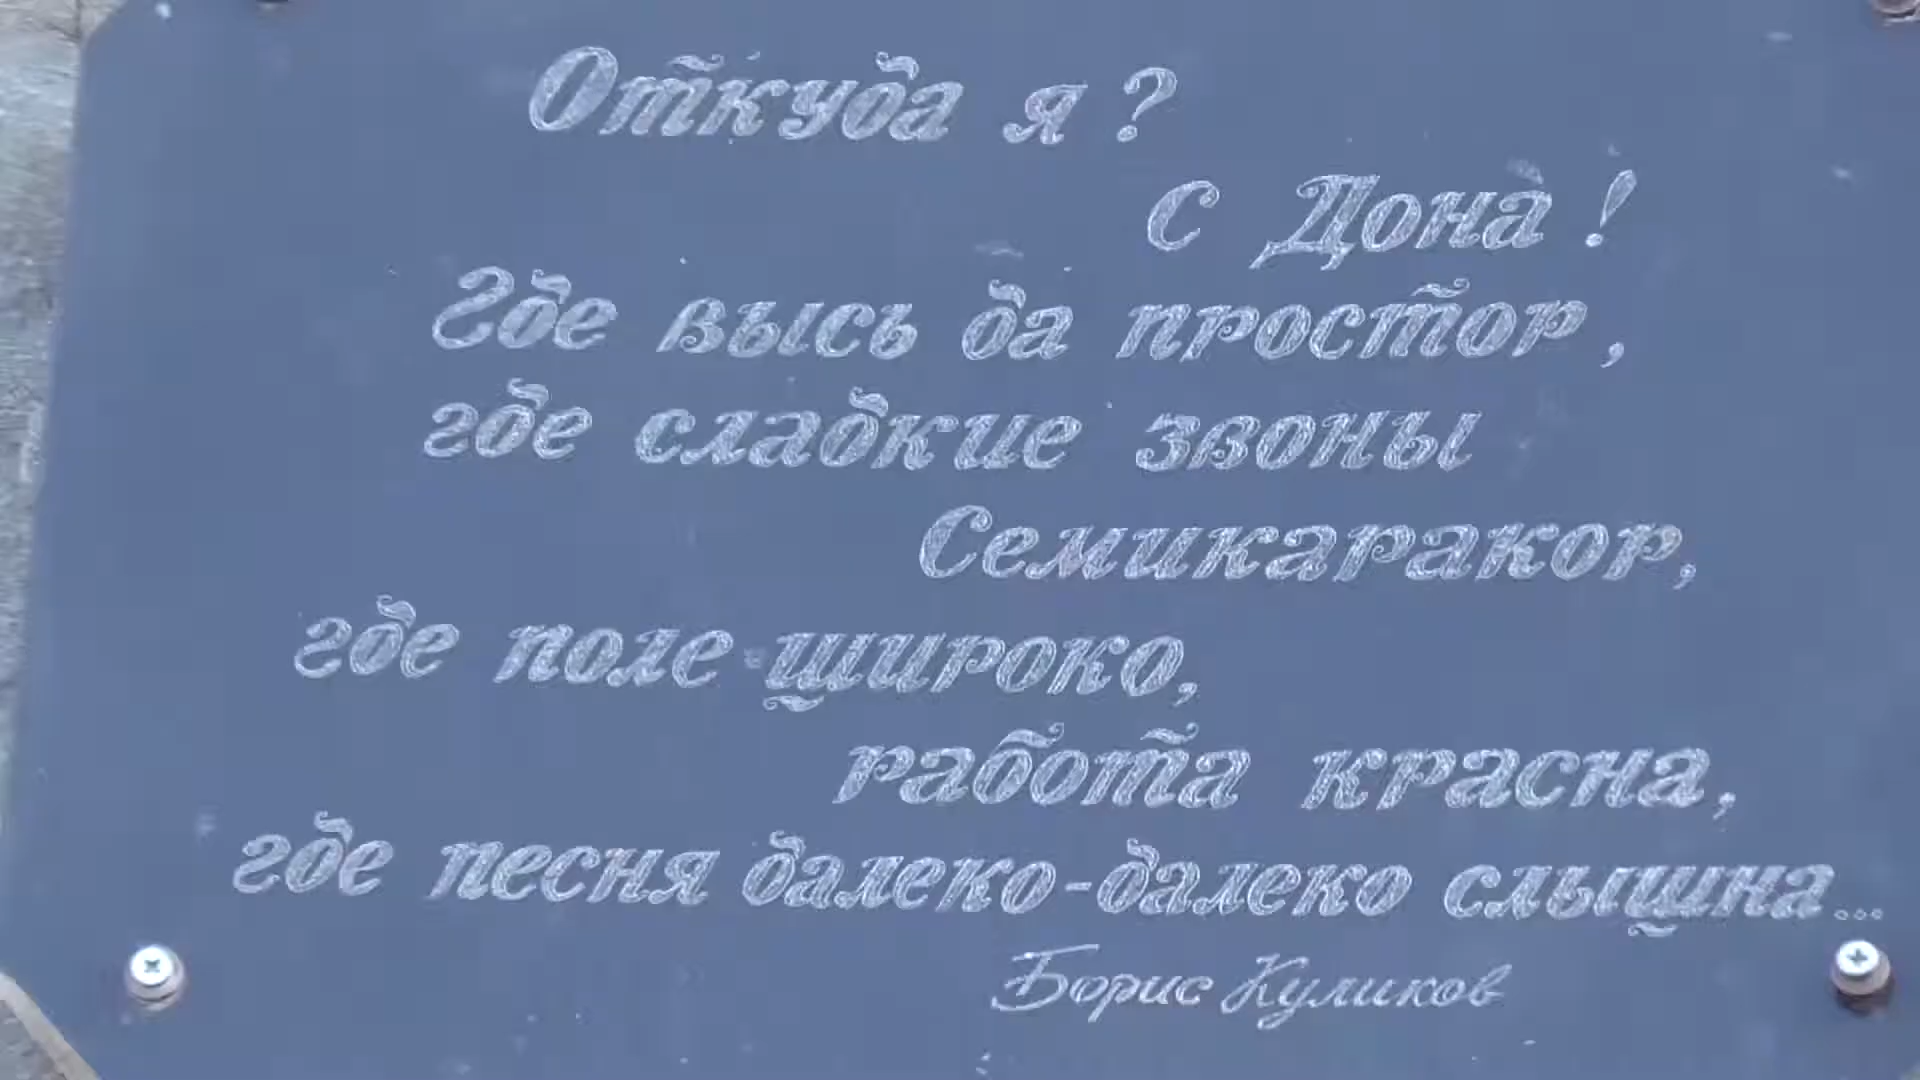 Откуда я?
С Дона!
Где высь да простор,
где сладкие звоны
Семикаракор,
где поле широко,
работа красна,
где песня далеко-далеко слышна...
Борис Куликов